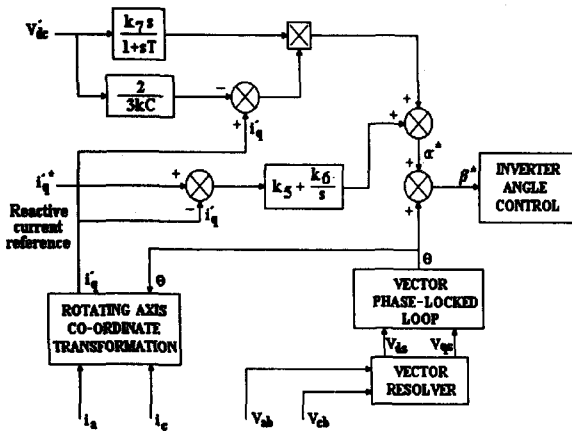 V'dc
k7 s
1+sT
2
3kC
−
+
i'q
+
+
α*
i'q*
+
−
i'q
k5 + k6
s
+
+
β*
INVERTER
ANGLE
CONTROL
Reactive
current
reference
i'q
θ
θ
ROTATING AXIS
CO-ORDINATE
TRANSFORMATION
VECTOR
PHASE-LOCKED
LOOP
Vds
Vqs
VECTOR
RESOLVER
ia
ic
Vab
Vcb